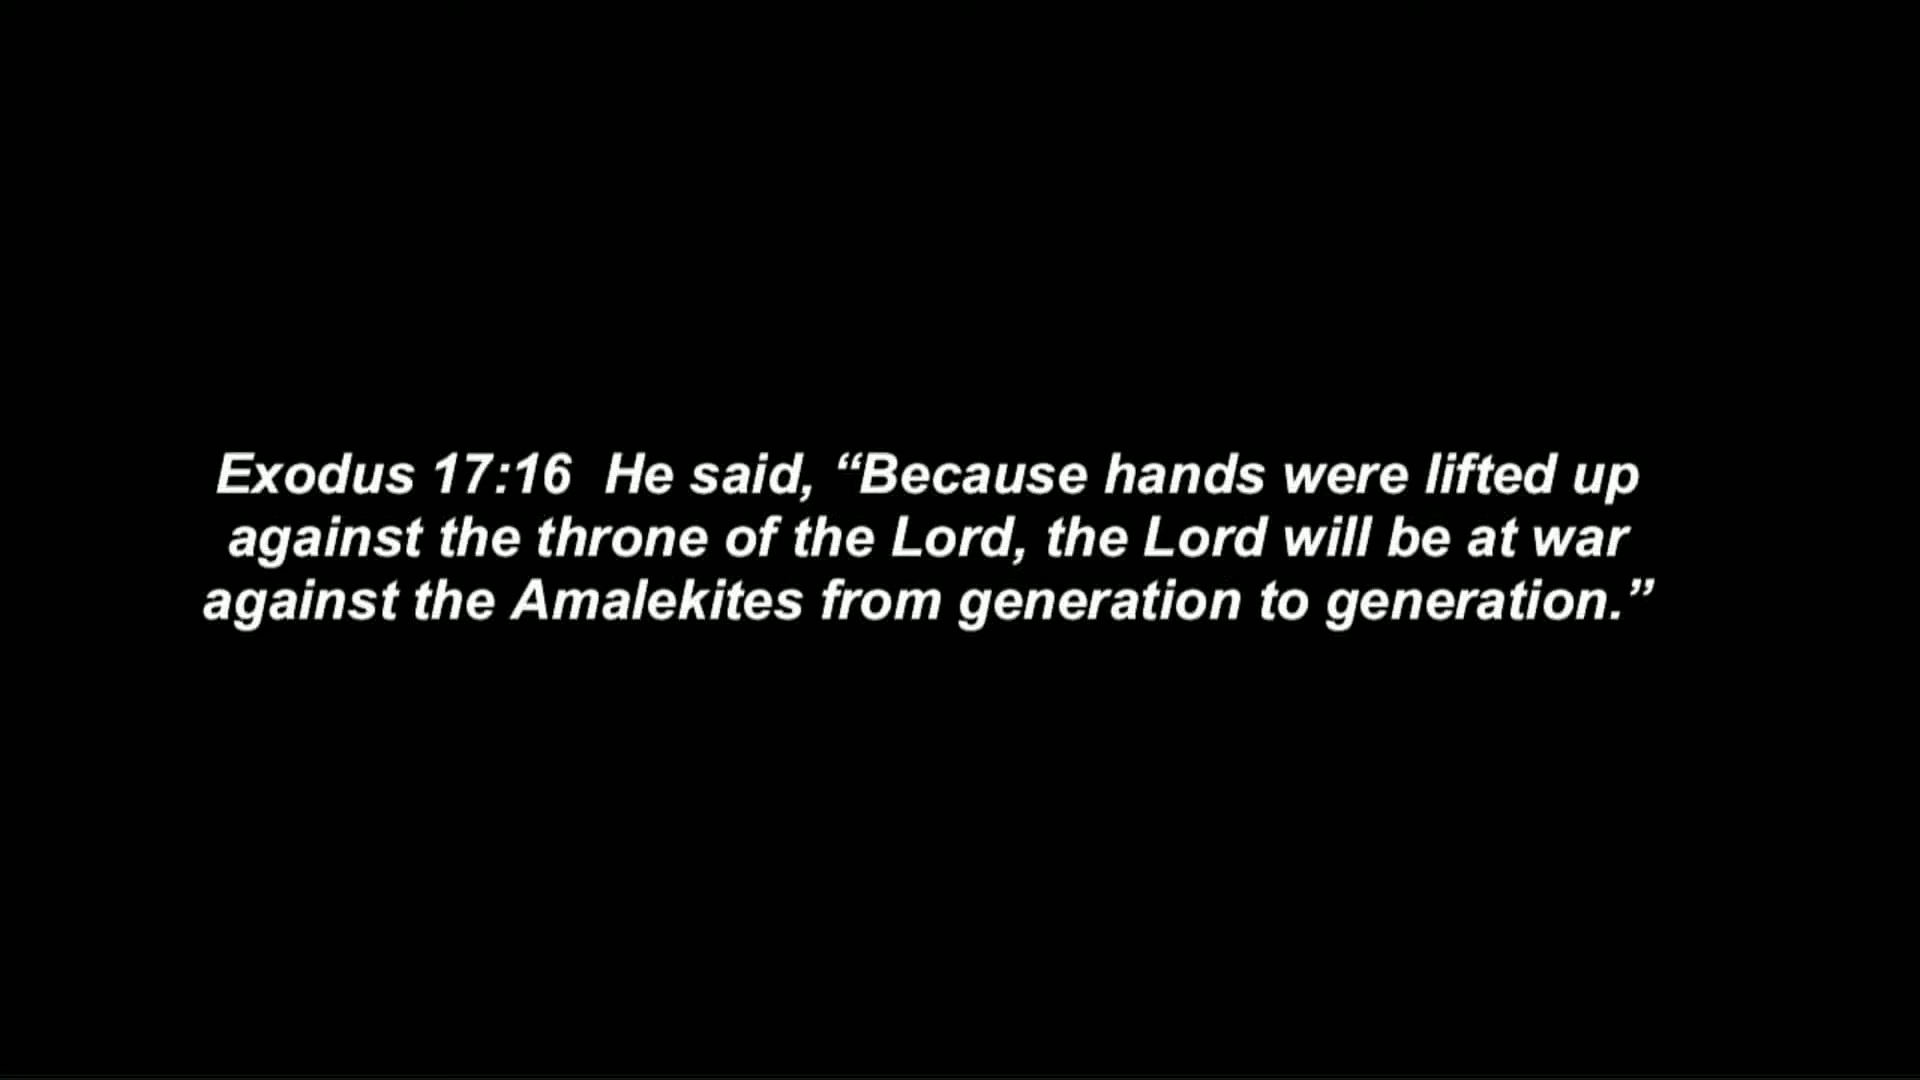 Exodus 17:16  He said, “Because hands were lifted up
against the throne of the Lord, the Lord will be at war
against the Amalekites from generation to generation.”